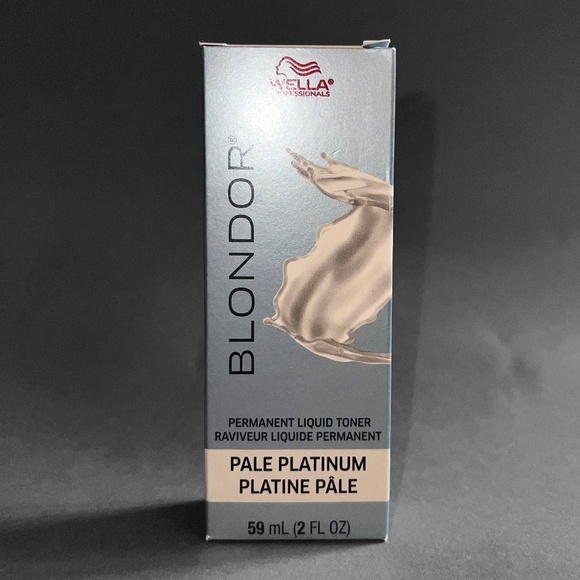 WELLA®
PROFESSIONALS
BLONDOR®
PERMANENT LIQUID TONER
RAVIVEUR LIQUIDE PERMANENT
PALE PLATINUM
PLATINE PÂLE
59 mL (2 FL OZ)